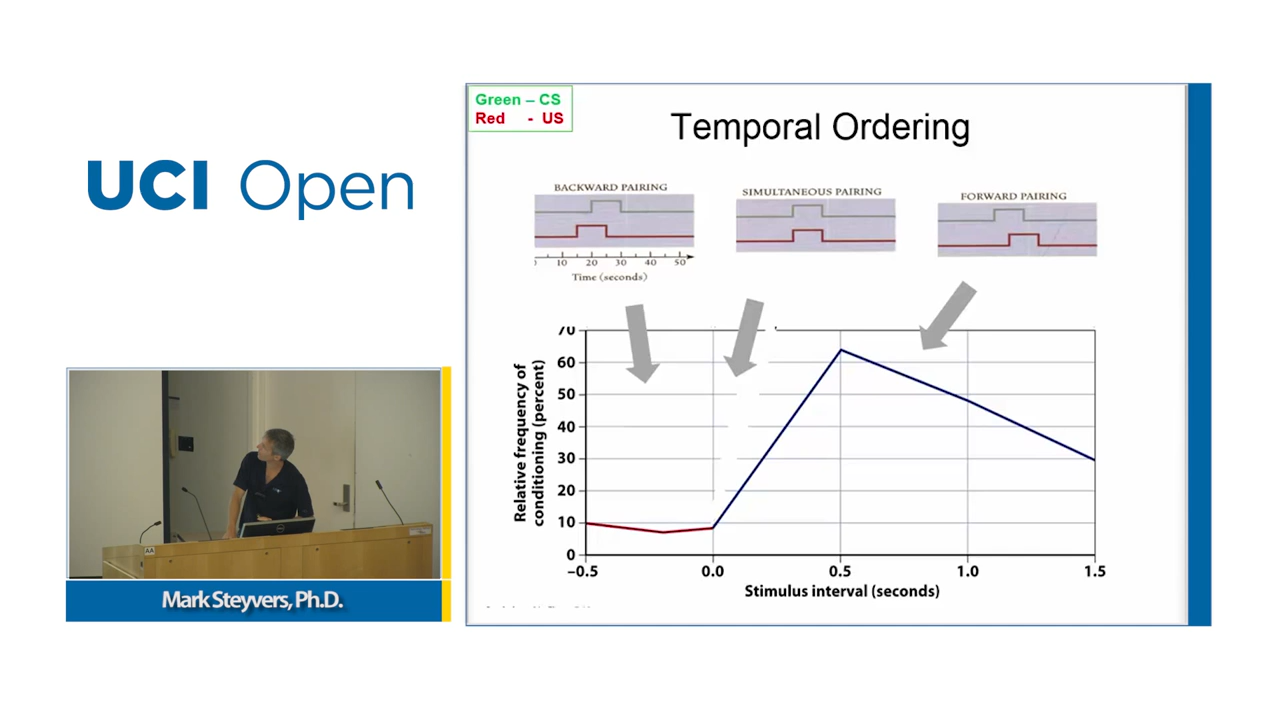 UCI Open
Green – CS
Red - US
Temporal Ordering
BACKWARD PAIRING
SIMULTANEOUS PAIRING
FORWARD PAIRING
10 20 30 40 50
Time (seconds)
Relative frequency of
conditioning (percent)
70
60
50
40
30
20
10
0
–0.5 0.0 0.5 1.0 1.5
Stimulus interval (seconds)
AA
Mark Steyvers, Ph.D.